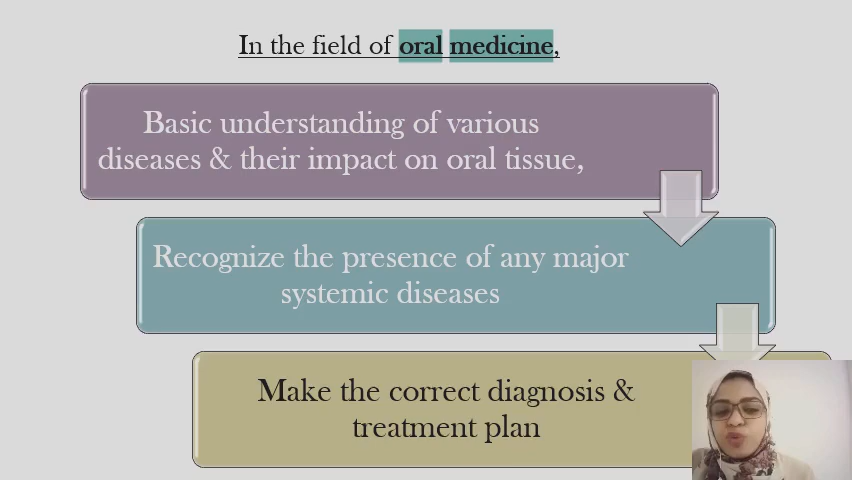 In the field of oral medicine,
Basic understanding of various
diseases & their impact on oral tissue,
Recognize the presence of any major
systemic diseases
Make the correct diagnosis &
treatment plan